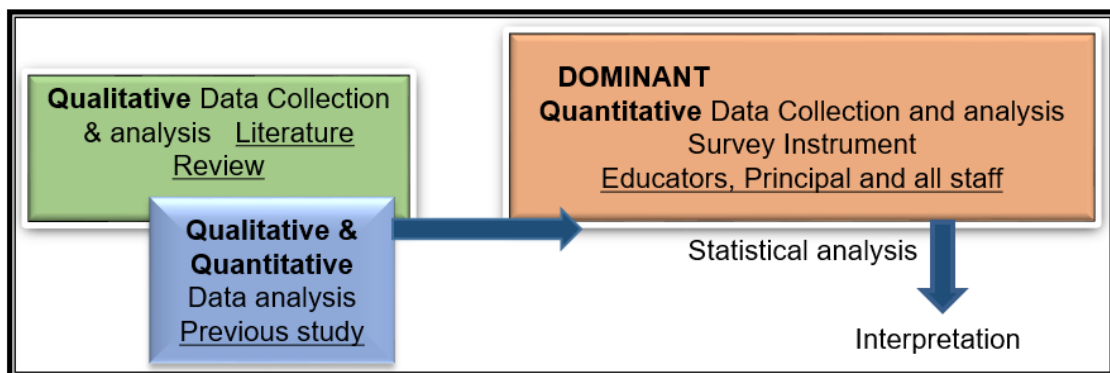 Qualitative Data Collection
& analysis Literature
Review
Qualitative &
Quantitative
Data analysis
Previous study
DOMINANT
Quantitative Data Collection and analysis
Survey Instrument
Educators, Principal and all staff
Statistical analysis
Interpretation